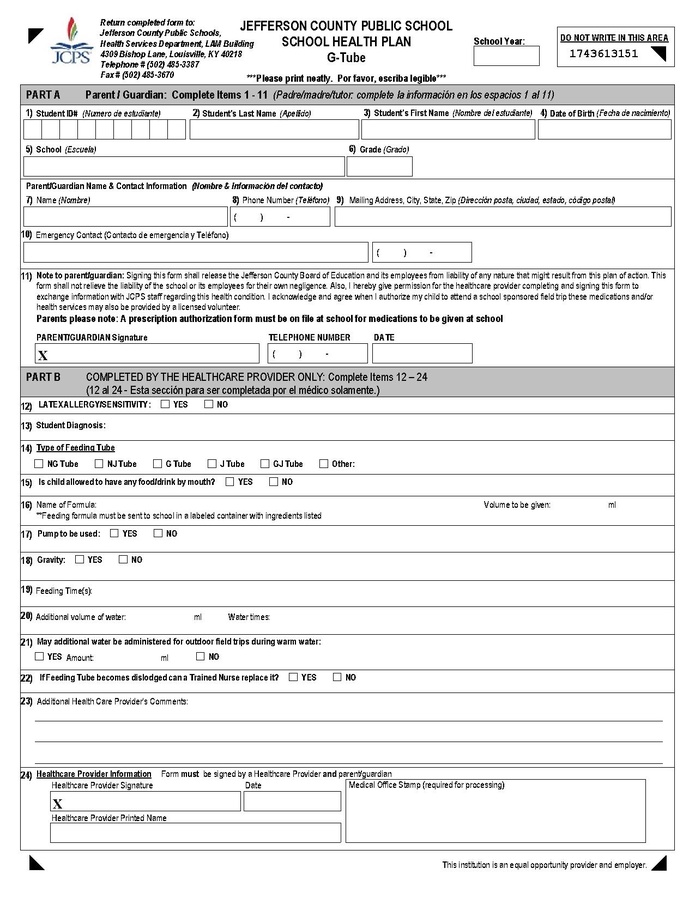 Return completed form to:
Jefferson County Public Schools,
Health Services Department, LAM Building
4309 Bishop Lane, Louisville, KY 40218
Telephone # (502) 485-3387
Fax # (502) 485-3670
JCPS
JEFFERSON COUNTY PUBLIC SCHOOL
SCHOOL HEALTH PLAN
G-Tube
***Please print neatly. Por favor, escriba legible***
School Year:
DO NOT WRITE IN THIS AREA
1743613151
PART A Parent / Guardian: Complete Items 1 - 11 (Padre/madre/tutor: complete la información en los espacios 1 al 11)
1) Student ID# (Numero de estudiante) 2) Student's Last Name (Apellido) 3) Student's First Name (Nombre del estudiante) 4) Date of Birth (Fecha de nacimiento)
5) School (Escuela) 6) Grade (Grado)
Parent/Guardian Name & Contact Information (Nombre & Información del contacto)
7) Name (Nombre) 8) Phone Number (Teléfono) 9) Mailing Address, City, State, Zip (Dirección posta, ciudad, estado, código postal)
( ) -
10) Emergency Contact (Contacto de emergencia y Teléfono)
( ) -
11) Note to parent/guardian: Signing this form shall release the Jefferson County Board of Education and its employees from liability of any nature that might result from this plan of action. This
form shall not relieve the liability of the school or its employees for their own negligence. Also, I hereby give permission for the healthcare provider completing and signing this form to
exchange information with JCPS staff regarding this health condition. I acknowledge and agree when I authorize my child to attend a school sponsored field trip these medications and/or
health services may also be provided by a licensed volunteer.
Parents please note: A prescription authorization form must be on file at school for medications to be given at school
PARENT/GUARDIAN Signature TELEPHONE NUMBER DATE
X ( ) -
PART B COMPLETED BY THE HEALTHCARE PROVIDER ONLY: Complete Items 12 – 24
(12 al 24 - Esta sección para ser completada por el médico solamente.)
12) LATEXALLERGY/SENSITIVITY: YES NO
13) Student Diagnosis:
14) Type of Feeding Tube
NG Tube NJ Tube G Tube J Tube GJ Tube Other:
15) Is child allowed to have any food/drink by mouth? YES NO
16) Name of Formula: Volume to be given: ml
**Feeding formula must be sent to school in a labeled container with ingredients listed
17) Pump to be used: YES NO
18) Gravity: YES NO
19) Feeding Time(s):
20) Additional volume of water: ml Water times:
21) May additional water be administered for outdoor field trips during warm water:
YES Amount: ml NO
22) If Feeding Tube becomes dislodged can a Trained Nurse replace it? YES NO
23) Additional Health Care Provider's Comments:
24) Healthcare Provider Information Form must be signed by a Healthcare Provider and parent/guardian
Healthcare Provider Signature Date Medical Office Stamp (required for processing)
X
Healthcare Provider Printed Name
This institution is an equal opportunity provider and employer.